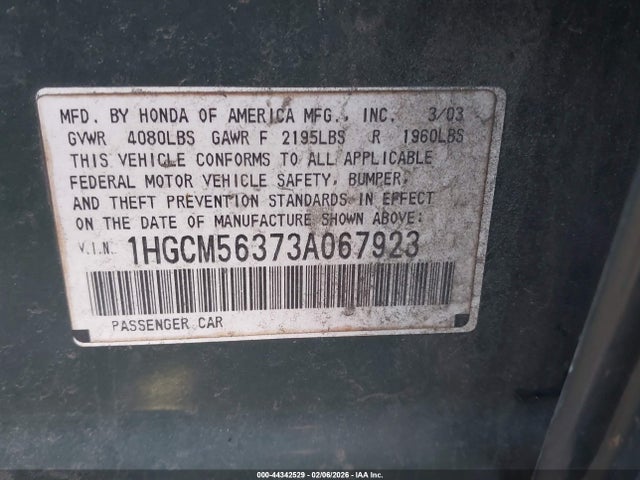 MFD. BY HONDA OF AMERICA MFG., INC. 3/03
GVWR 4080LBS GAWR F 2195LBS R 1960LBS
THIS VEHICLE CONFORMS TO ALL APPLICABLE
FEDERAL MOTOR VEHICLE SAFETY, BUMPER,
AND THEFT PREVENTION STANDARDS IN EFFECT
ON THE DATE OF MANUFACTURE SHOWN ABOVE:
V.I.N. 1HGCM56373A067923
PASSENGER CAR
000-44342529 - 02/06/2026 - IAA Inc.